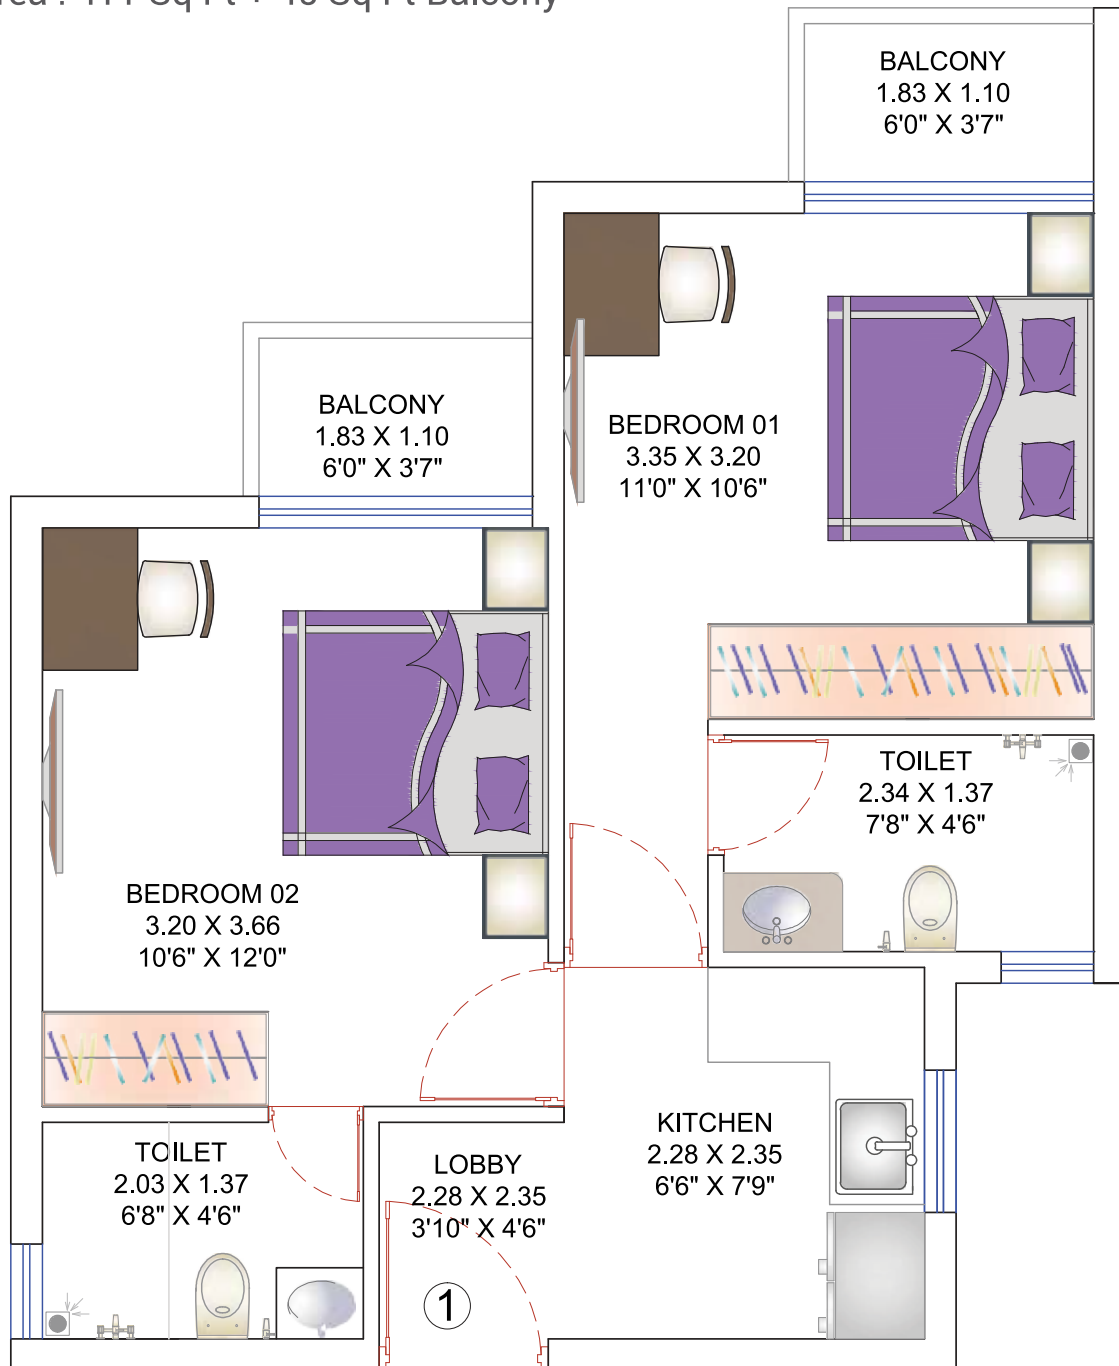 BALCONY
1.83 X 1.10
6'0" X 3'7"
BALCONY
1.83 X 1.10
6'0" X 3'7"
BEDROOM 01
3.35 X 3.20
11'0" X 10'6"
TOILET
2.34 X 1.37
7'8" X 4'6"
BEDROOM 02
3.20 X 3.66
10'6" X 12'0"
KITCHEN
2.28 X 2.35
6'6" X 7'9"
TOILET
2.03 X 1.37
6'8" X 4'6"
LOBBY
2.28 X 2.35
3'10" X 4'6"
1